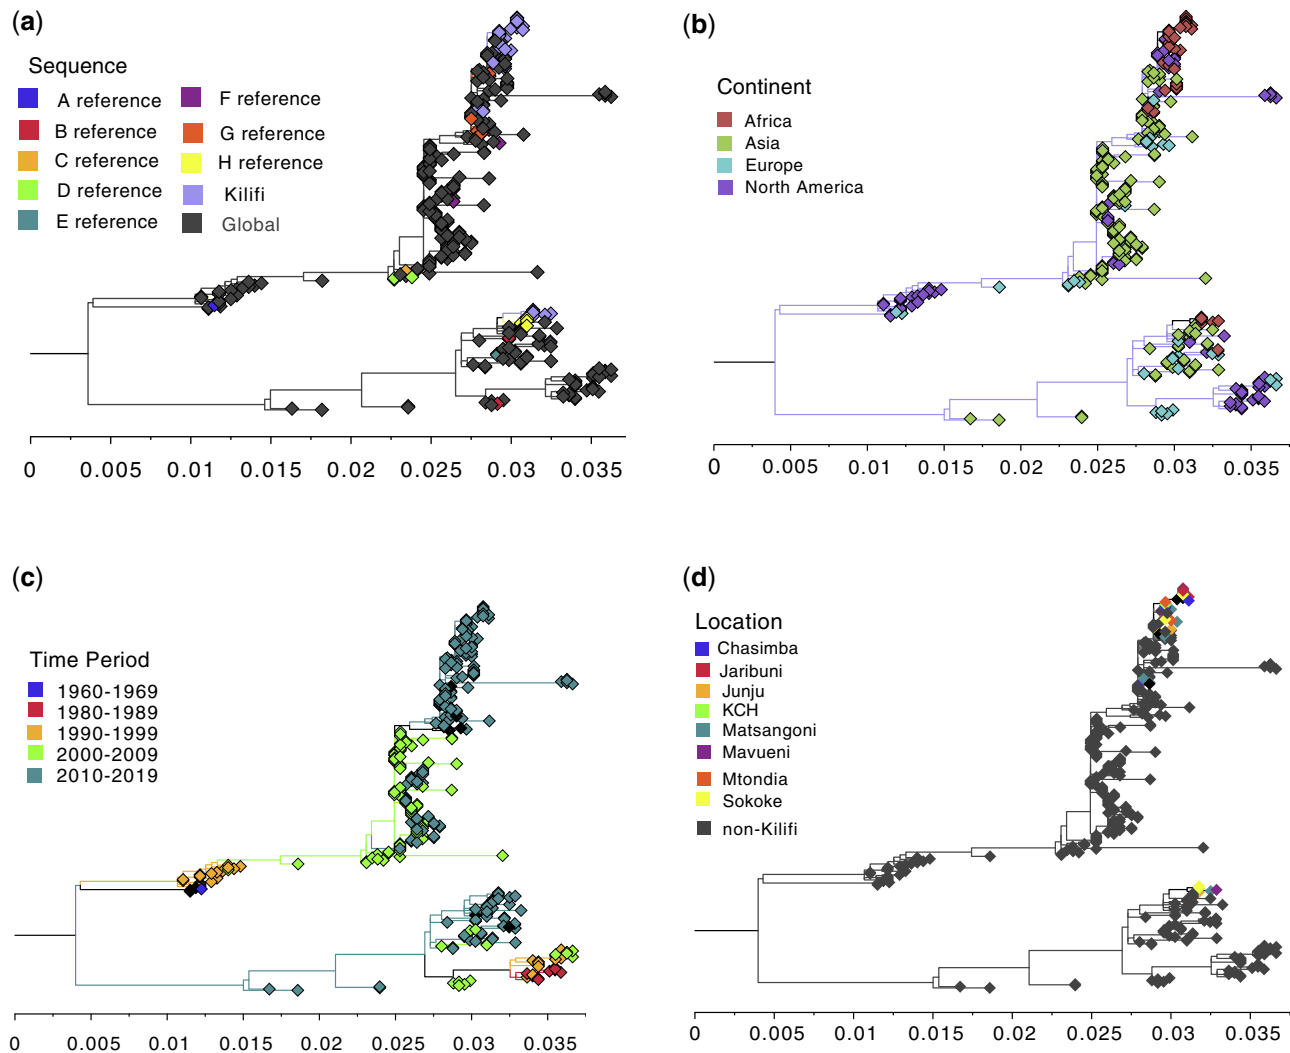 (a)
Sequence
A reference
B reference
C reference
D reference
E reference
F reference
G reference
H reference
Kilifi
Global
0 0.005 0.01 0.015 0.02 0.025 0.03 0.035
(b)
Continent
Africa
Asia
Europe
North America
0 0.005 0.01 0.015 0.02 0.025 0.03 0.035
(c)
Time Period
1960-1969
1980-1989
1990-1999
2000-2009
2010-2019
0 0.005 0.01 0.015 0.02 0.025 0.03 0.035
(d)
Location
Chasimba
Jaribuni
Junju
KCH
Matsangoni
Mavueni
Mtondia
Sokoke
non-Kilifi
0 0.005 0.01 0.015 0.02 0.025 0.03 0.035